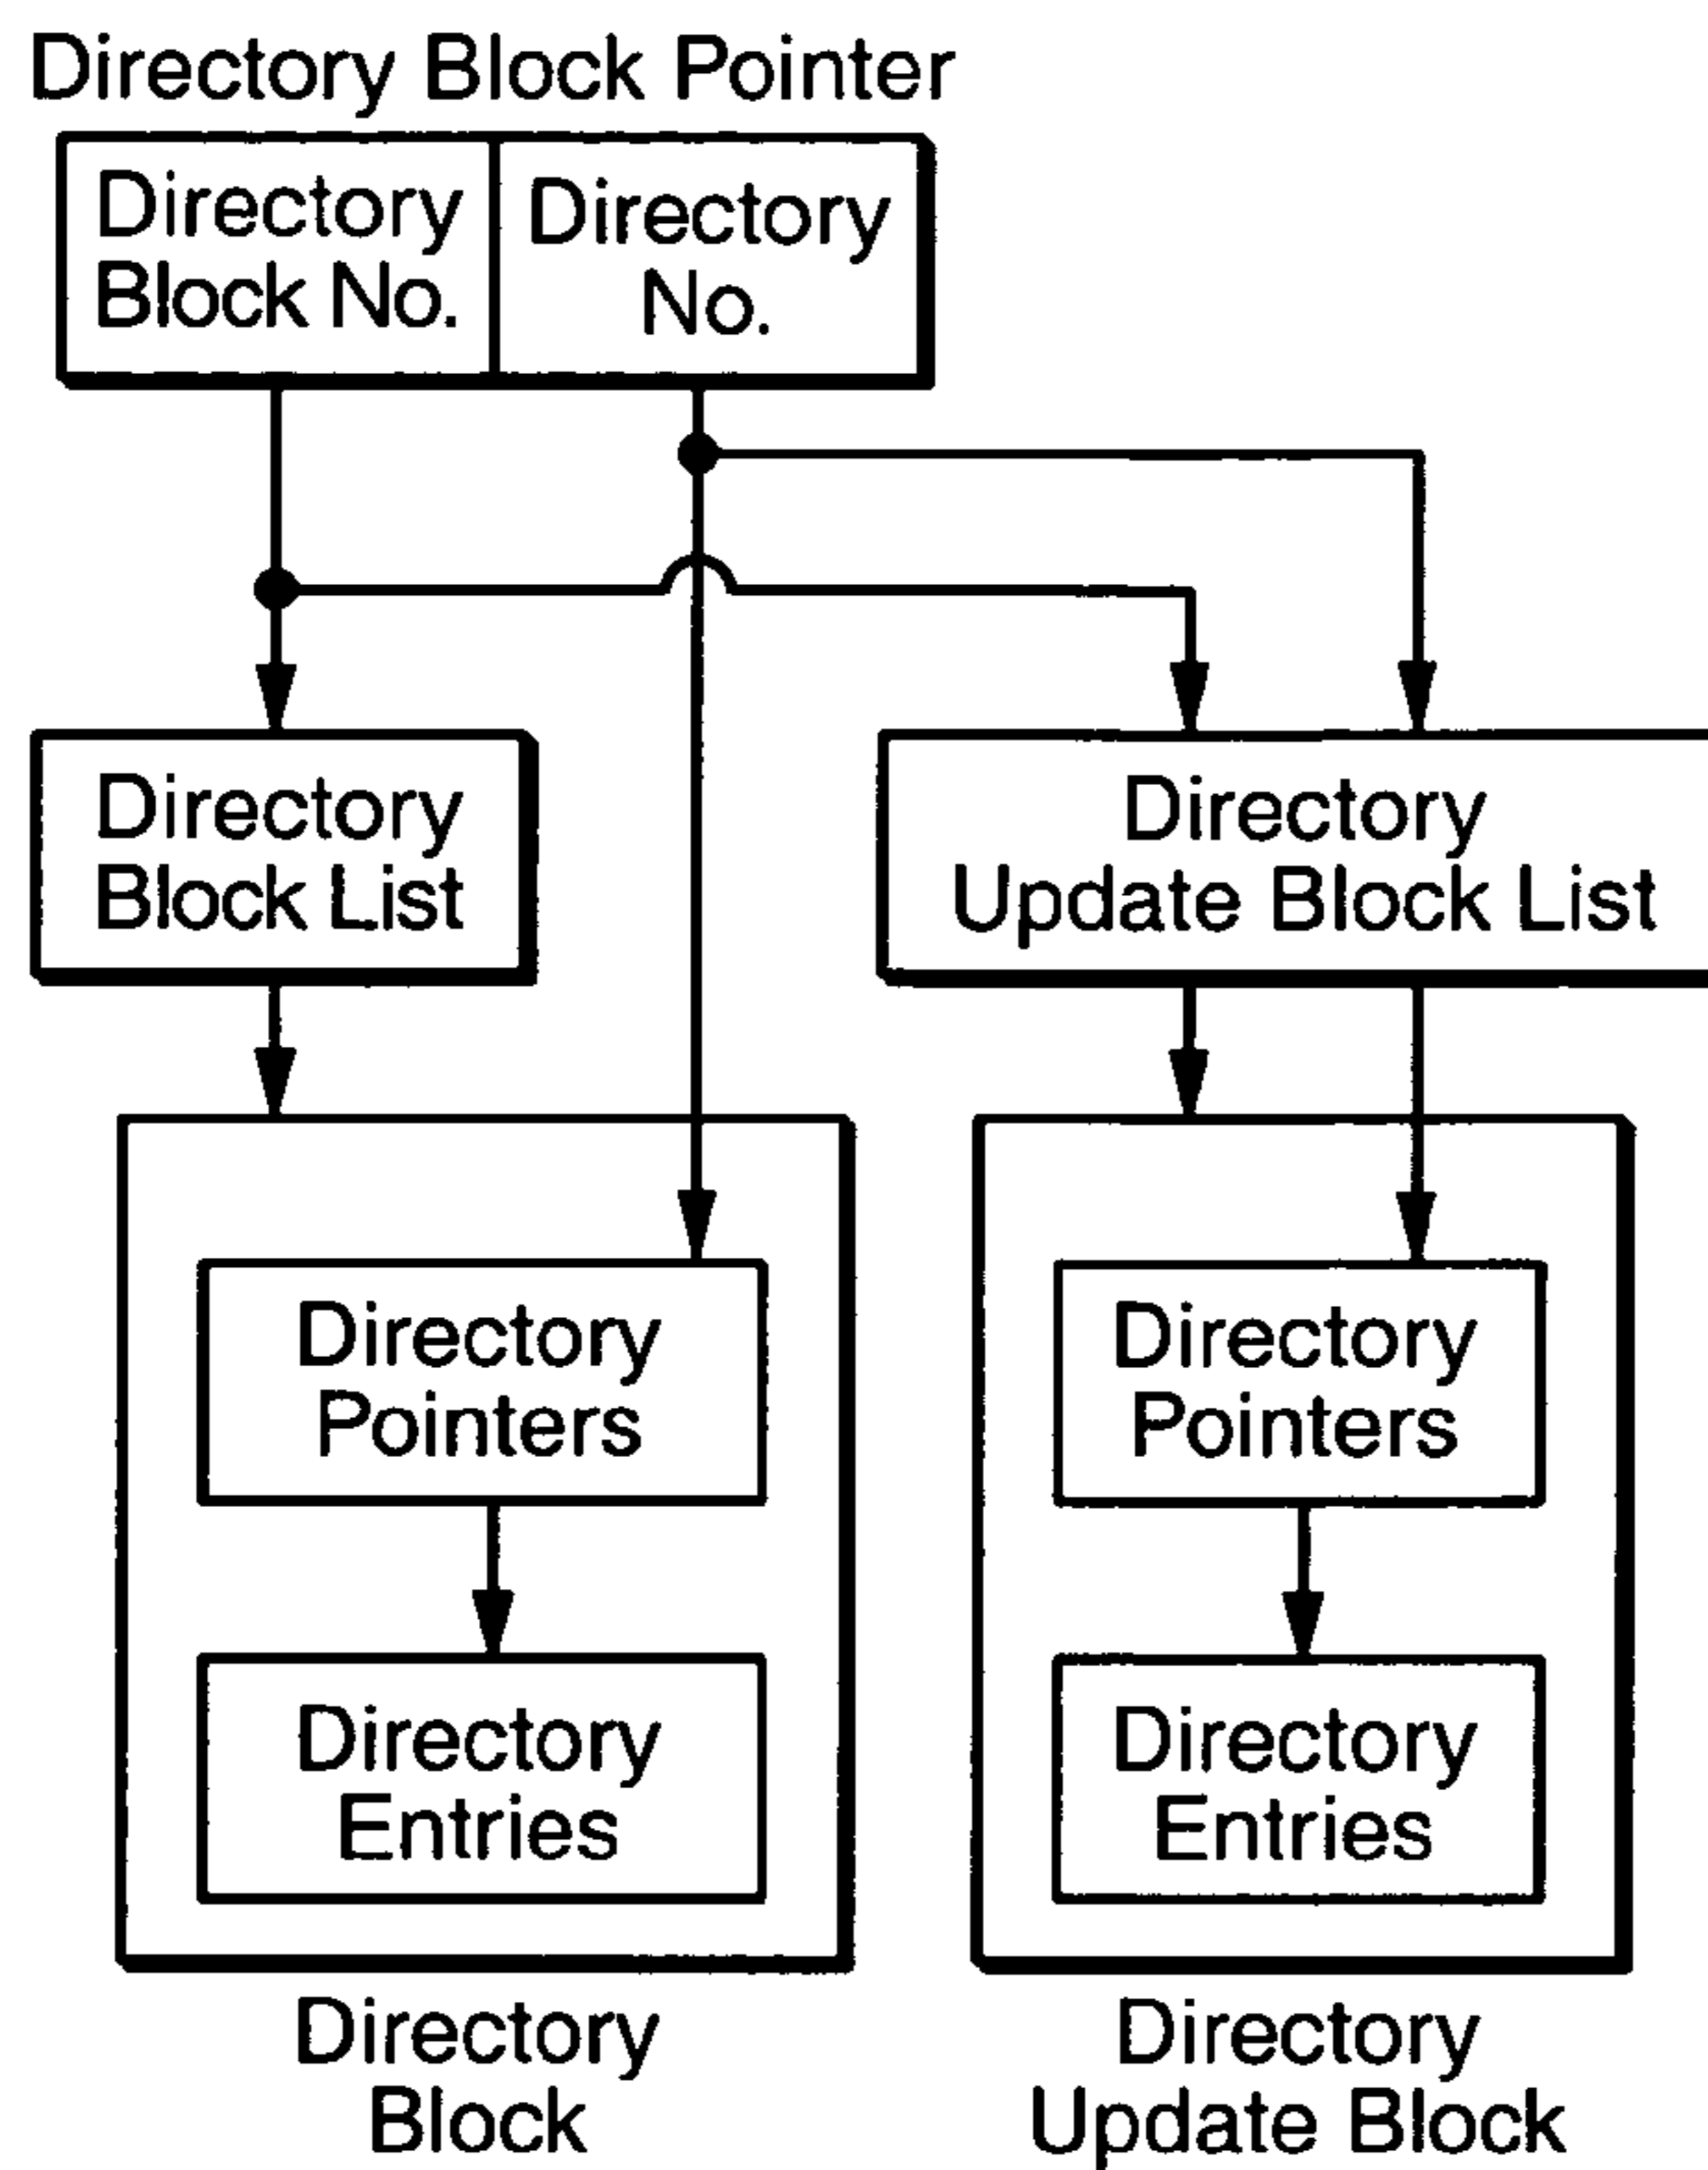 Directory Block Pointer
Directory
Block No.
Directory
No.
Directory
Block List
Directory
Update Block List
Directory
Pointers
Directory
Entries
Directory
Block
Directory
Pointers
Directory
Entries
Directory
Update Block